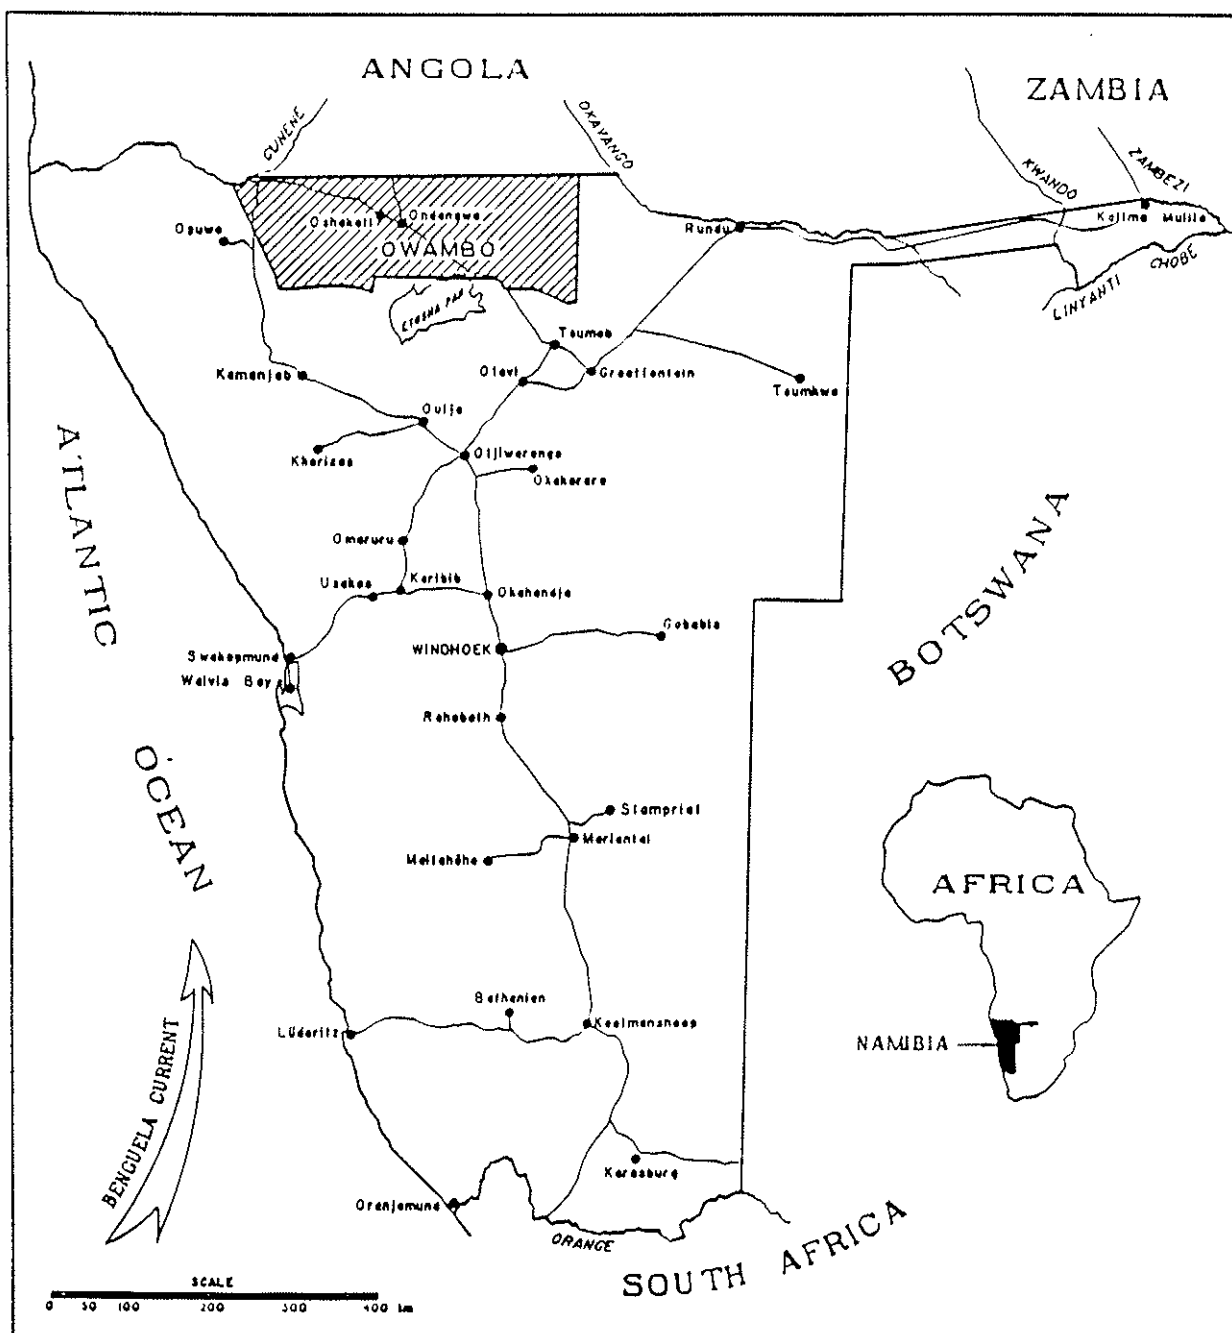 ANGOLA
ZAMBIA
CUNENE
OKAVANGO
KWANDO
ZAMBEZI
Opuwo
Oshakati
Ondangwa
OWAMBO
Rundu
Katima Mulilo
CHOBE
LINYANTI
ETOSHA PAN
Tsumeb
Otavi
Grootfontein
Tsumkwe
Kamanjab
Outjo
Khorixas
Otjiwarongo
Okakarara
ATLANTIC
Omaruru
Usakos
Karibib
Okahandja
BOTSWANA
Gobabis
WINDHOEK
Swakopmund
Walvis Bay
Rehoboth
OCEAN
Stampriet
Mariental
Maltahöhe
AFRICA
Bethanien
Keetmanshoop
Lüderitz
NAMIBIA
BENGUELA CURRENT
Karasburg
Oranjemund
ORANGE
SOUTH AFRICA
SCALE
0 50 100 200 300 400 km